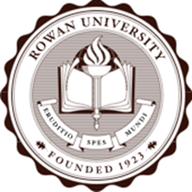 ROWAN UNIVERSITY
ERUDITIO
SPES
MUNDI
FOUNDED 1923